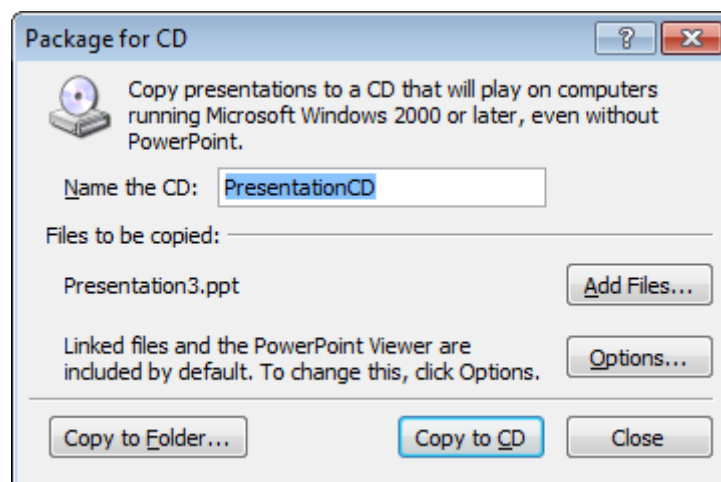 Package for CD
?
Copy presentations to a CD that will play on computers
running Microsoft Windows 2000 or later, even without
PowerPoint.
Name the CD: PresentationCD
Files to be copied:
Presentation3.ppt
Add Files...
Linked files and the PowerPoint Viewer are
included by default. To change this, click Options.
Options...
Copy to Folder...
Copy to CD
Close